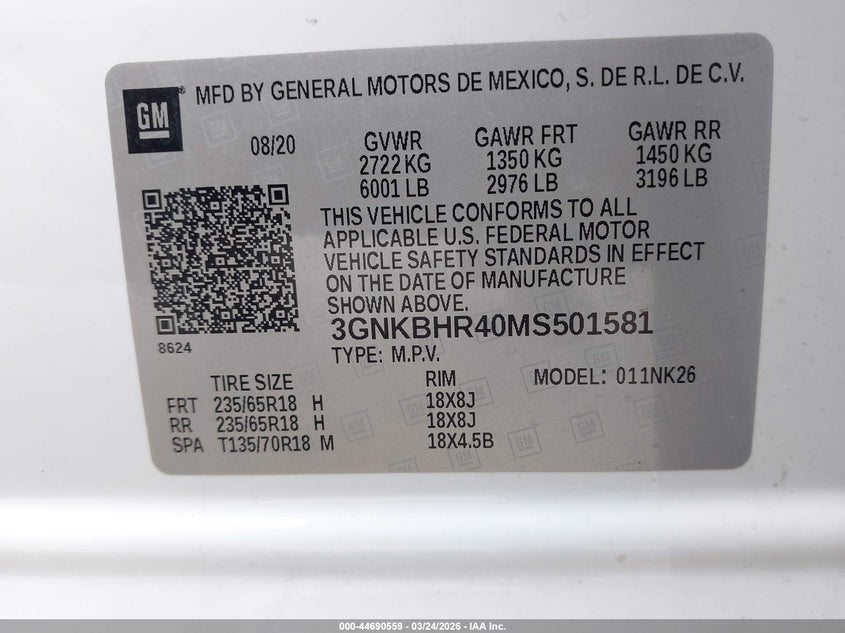 GM ® MFD BY GENERAL MOTORS DE MEXICO, S. DE R.L. DE C.V.
08/20 GVWR GAWR FRT GAWR RR
2722 KG 1350 KG 1450 KG
6001 LB 2976 LB 3196 LB
THIS VEHICLE CONFORMS TO ALL
APPLICABLE U.S. FEDERAL MOTOR
VEHICLE SAFETY STANDARDS IN EFFECT
ON THE DATE OF MANUFACTURE
SHOWN ABOVE.
3GNKBHR40MS501581
8624
TYPE: M.P.V.
TIRE SIZE RIM MODEL: 011NK26
FRT 235/65R18 H 18X8J
RR 235/65R18 H 18X8J
SPA T135/70R18 M 18X4.5B
000-44690559 - 03/24/2026 - IAA Inc.